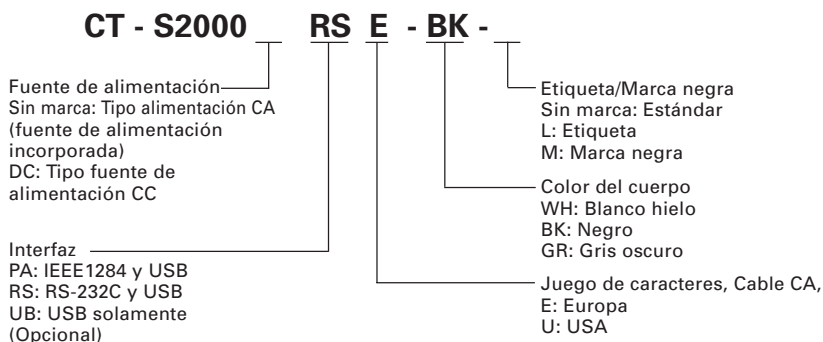 CT - S2000 RS E - BK -
Fuente de alimentación
Sin marca: Tipo alimentación CA
(fuente de alimentación
incorporada)
DC: Tipo fuente de
alimentación CC
Interfaz
PA: IEEE1284 y USB
RS: RS-232C y USB
UB: USB solamente
(Opcional)
Etiqueta/Marca negra
Sin marca: Estándar
L: Etiqueta
M: Marca negra
Color del cuerpo
WH: Blanco hielo
BK: Negro
GR: Gris oscuro
Juego de caracteres, Cable CA,
E: Europa
U: USA